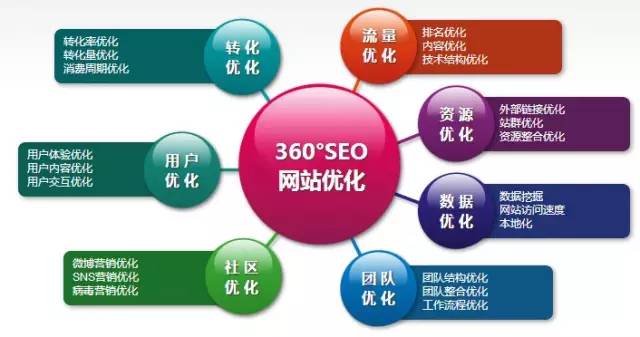 360°SEO
网站优化
流量
优化
排名优化
内容优化
技术结构优化
资源
优化
外部链接优化
站群优化
资源整合优化
数据
优化
数据挖掘
网站访问速度
本地化
团队
优化
团队结构优化
团队整合优化
工作流程优化
社区
优化
微博营销优化
SNS营销优化
病毒营销优化
用户
优化
用户体验优化
用户内容优化
用户交互优化
转化
优化
转化率优化
转化量优化
消费周期优化